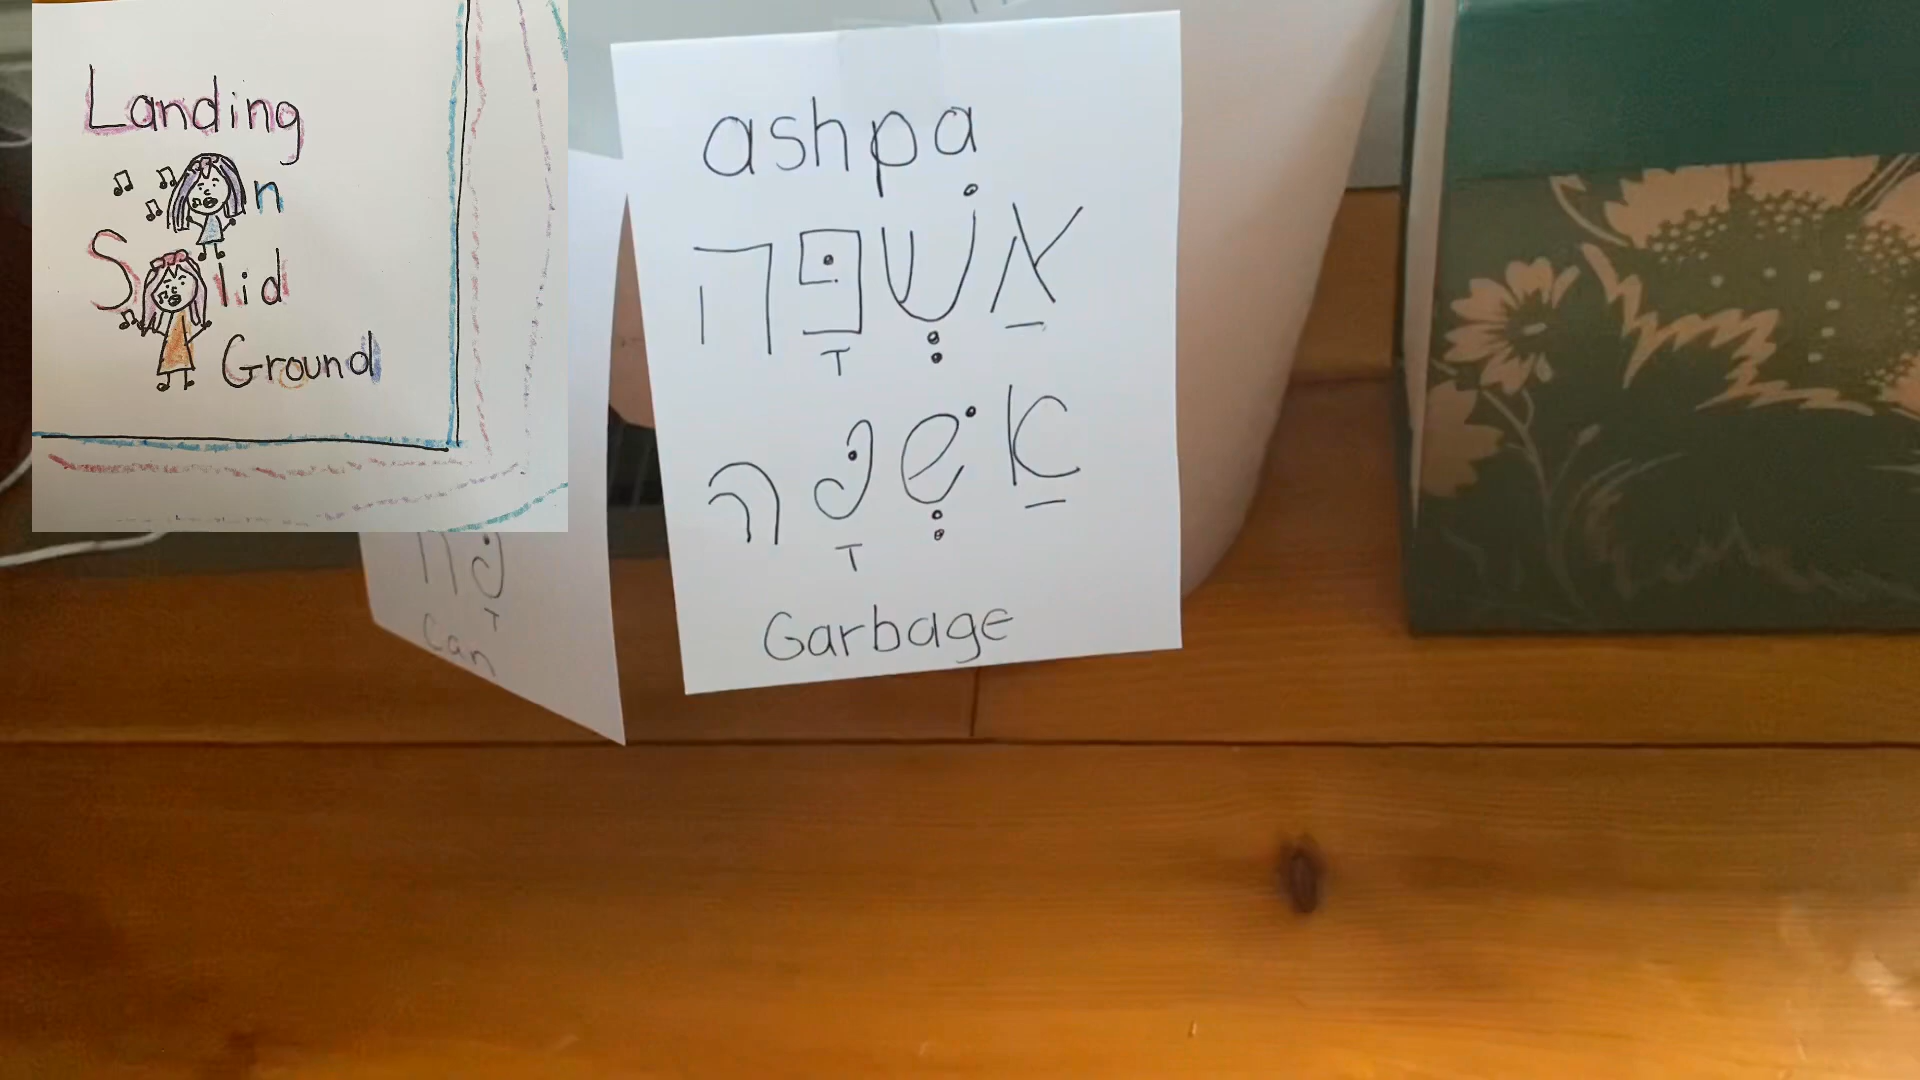 Landing
On
Solid
Ground
ashpa
אַשְׁפָּה
אַשְׁפָּה
Garbage
פָּח
can